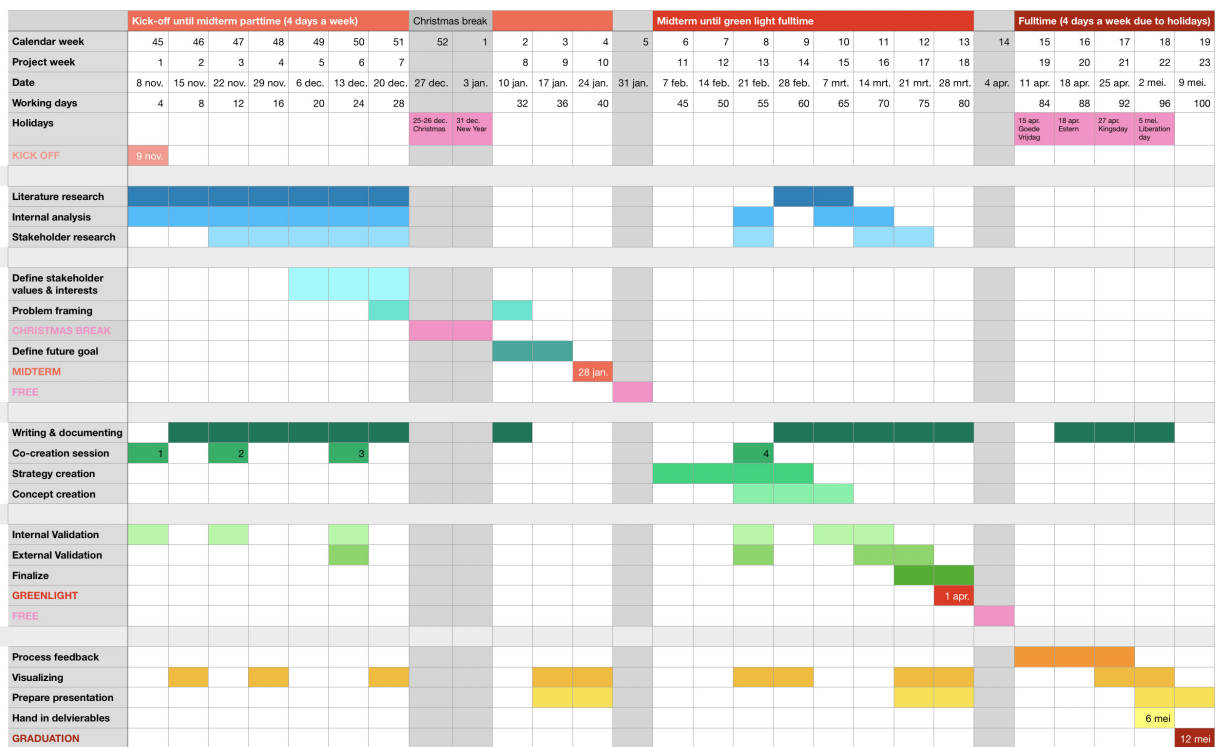 Kick-off until midterm parttime (4 days a week) Christmas break Midterm until green light fulltime Fulltime (4 days a week due to holidays)
Calendar week 45 46 47 48 49 50 51 52 1 2 3 4 5 6 7 8 9 10 11 12 13 14 15 16 17 18 19
Project week 1 2 3 4 5 6 7 8 9 10 11 12 13 14 15 16 17 18 19 20 21 22 23
Date 8 nov. 15 nov. 22 nov. 29 nov. 6 dec. 13 dec. 20 dec. 27 dec. 3 jan. 10 jan. 17 jan. 24 jan. 31 jan. 7 feb. 14 feb. 21 feb. 28 feb. 7 mrt. 14 mrt. 21 mrt. 28 mrt. 4 apr. 11 apr. 18 apr. 25 apr. 2 mei. 9 mei.
Working days 4 8 12 16 20 24 28 32 36 40 45 50 55 60 65 70 75 80 84 88 92 96 100
Holidays 25-26 dec. Christmas 31 dec. New Year 15 apr. Goede Vrijdag 18 apr. Estern 27 apr. Kingsday 5 mei. Liberation day
KICK OFF 9 nov.
Literature research
Internal analysis
Stakeholder research
Define stakeholder
values & interests
Problem framing
CHRISTMAS BREAK
Define future goal
MIDTERM 28 jan.
FREE
Writing & documenting
Co-creation session 1 2 3 4
Strategy creation
Concept creation
Internal Validation
External Validation
Finalize
GREENLIGHT 1 apr.
FREE
Process feedback
Visualizing
Prepare presentation
Hand in delvierables 6 mei
GRADUATION 12 mei